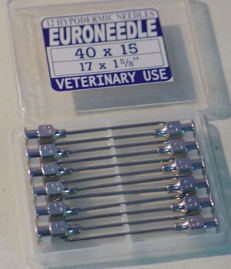 12 HYPODERMIC NEEDLES
EURONEEDLE
40 x 15
17 x 1⅝"
VETERINARY USE